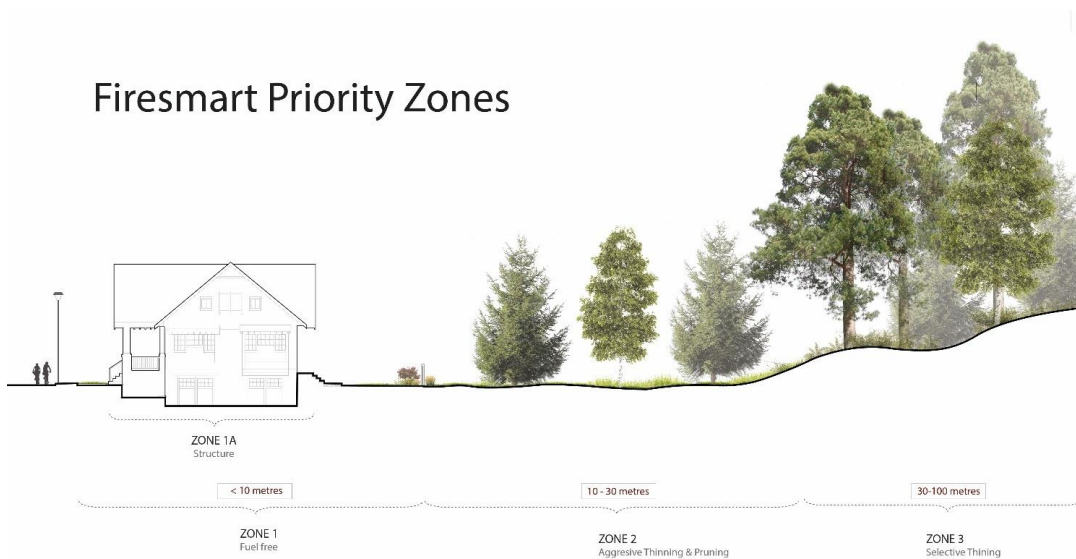 Firesmart Priority Zones
ZONE 1A
Structure
< 10 metres
10 - 30 metres
30-100 metres
ZONE 1
Fuel free
ZONE 2
Aggresive Thinning & Pruning
ZONE 3
Selective Thining